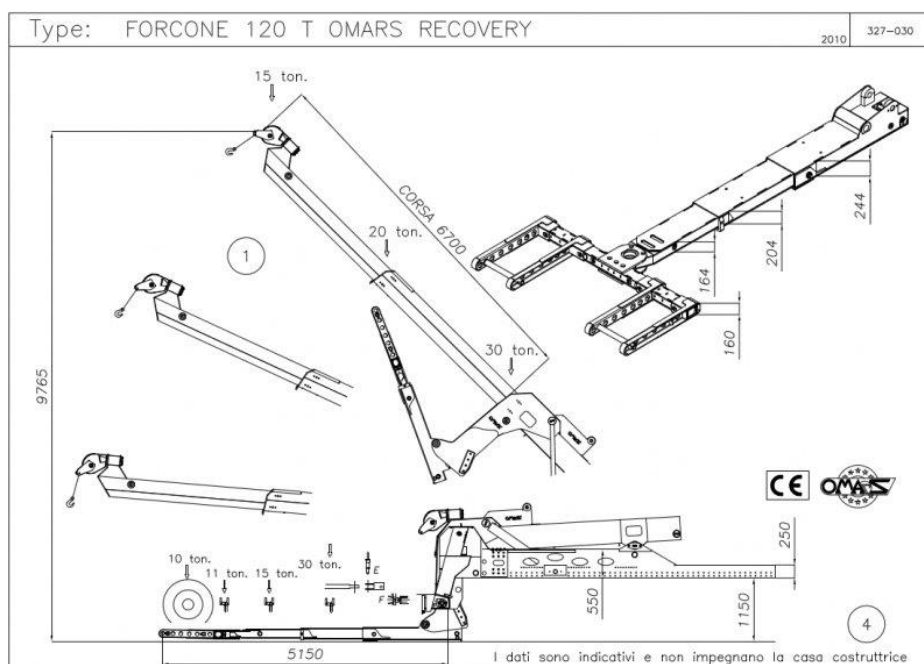 Type: FORCONE 120 T OMARS RECOVERY
2010
327-030
15 ton.
CORSA 6700
20 ton.
1
30 ton.
9765
244
204
164
160
CE OMARS
250
10 ton.
11 ton. 15 ton. 30 ton.
E
F
550
1150
4
5150
I dati sono indicativi e non impegnano la casa costruttrice